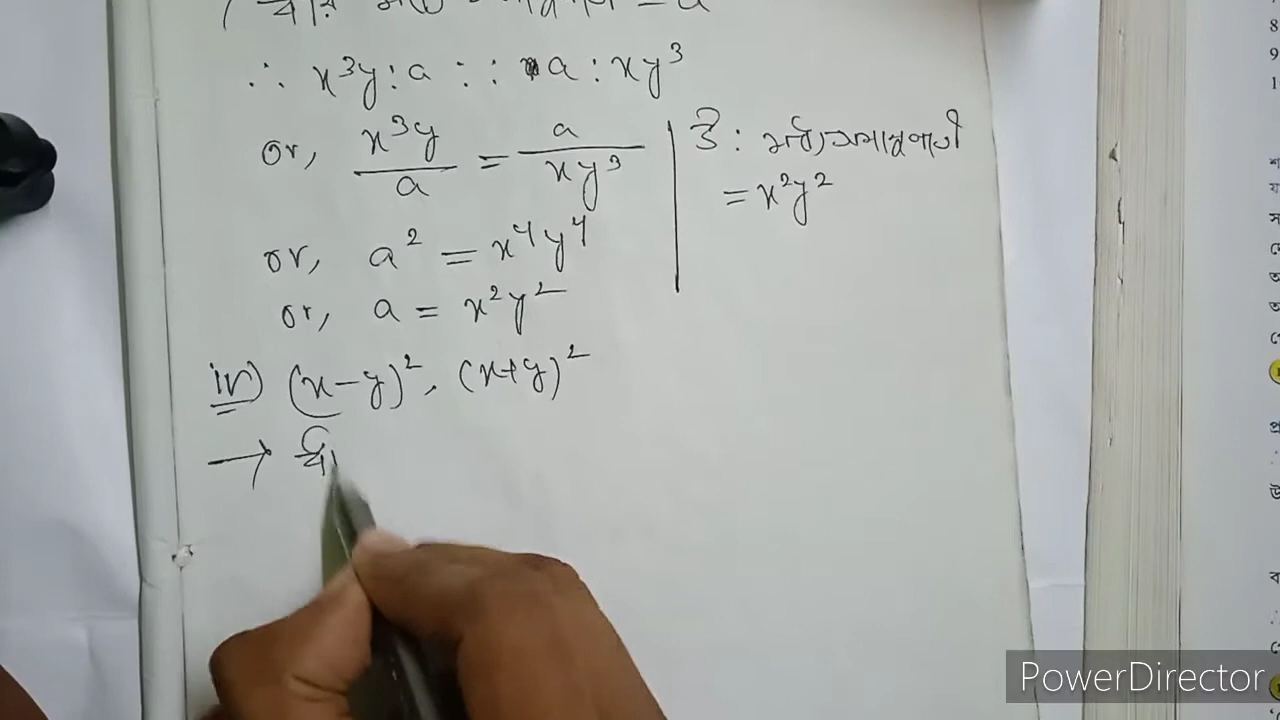 ∴ x³y : a :: a : xy³
or, x³y/a = a/xy³
উ: মধ্যসমানুপাতী
= x²y²
or, a² = x⁴y⁴
or, a = x²y²
iv) (x-y)², (x+y)²
→ ধ
PowerDirector